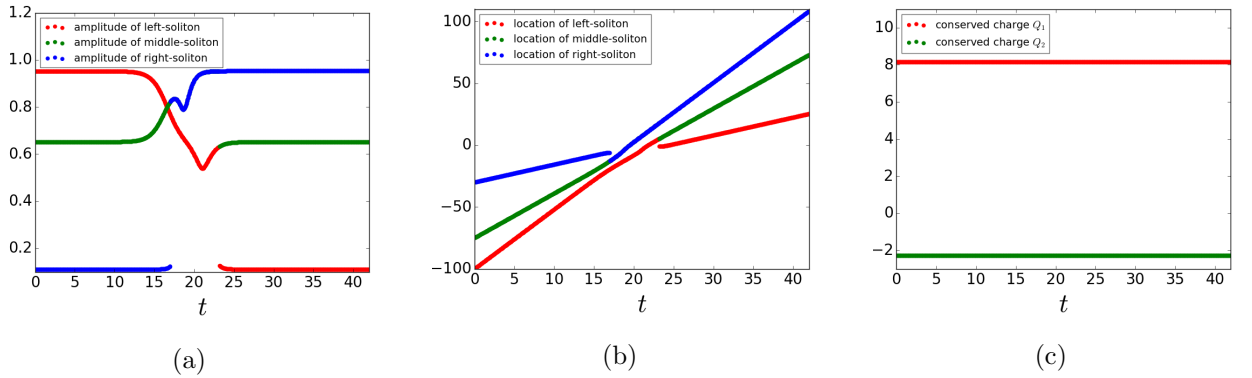 1.2
1.0
0.8
0.6
0.4
0.2
amplitude of left-soliton
amplitude of middle-soliton
amplitude of right-soliton
0 5 10 15 20 25 30 35 40
t
(a)
100
50
0
−50
−100
location of left-soliton
location of middle-soliton
location of right-soliton
0 5 10 15 20 25 30 35 40
t
(b)
10
8
6
4
2
0
−2
conserved charge Q₁
conserved charge Q₂
0 5 10 15 20 25 30 35 40
t
(c)